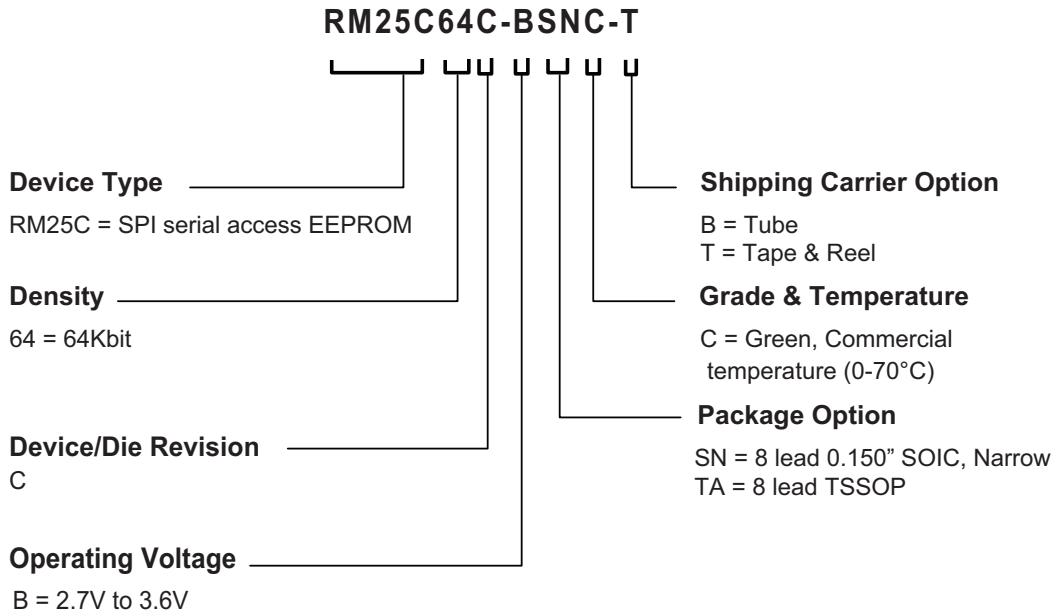 RM25C64C-BSNC-T
Device Type
RM25C = SPI serial access EEPROM
Density
64 = 64Kbit
Device/Die Revision
C
Operating Voltage
B = 2.7V to 3.6V
Shipping Carrier Option
B = Tube
T = Tape & Reel
Grade & Temperature
C = Green, Commercial
temperature (0-70°C)
Package Option
SN = 8 lead 0.150” SOIC, Narrow
TA = 8 lead TSSOP